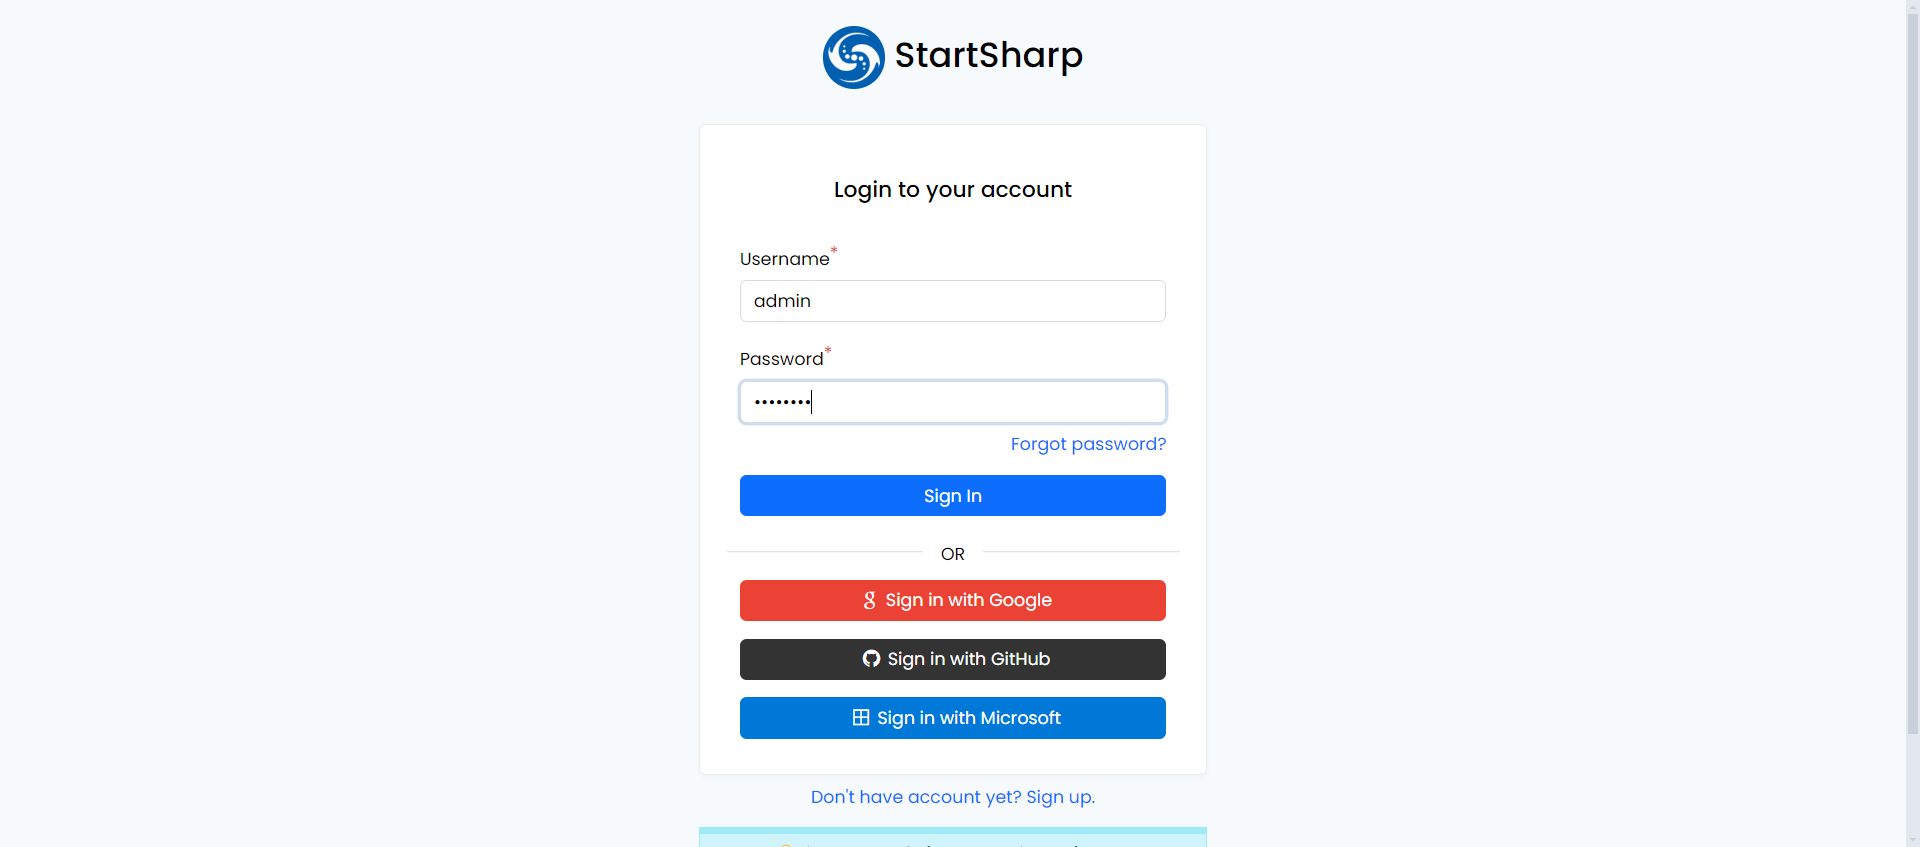 StartSharp
Login to your account
Username*
admin
Password*
••••••••
Forgot password?
Sign In
OR
Sign in with Google
Sign in with GitHub
Sign in with Microsoft
Don't have account yet? Sign up.